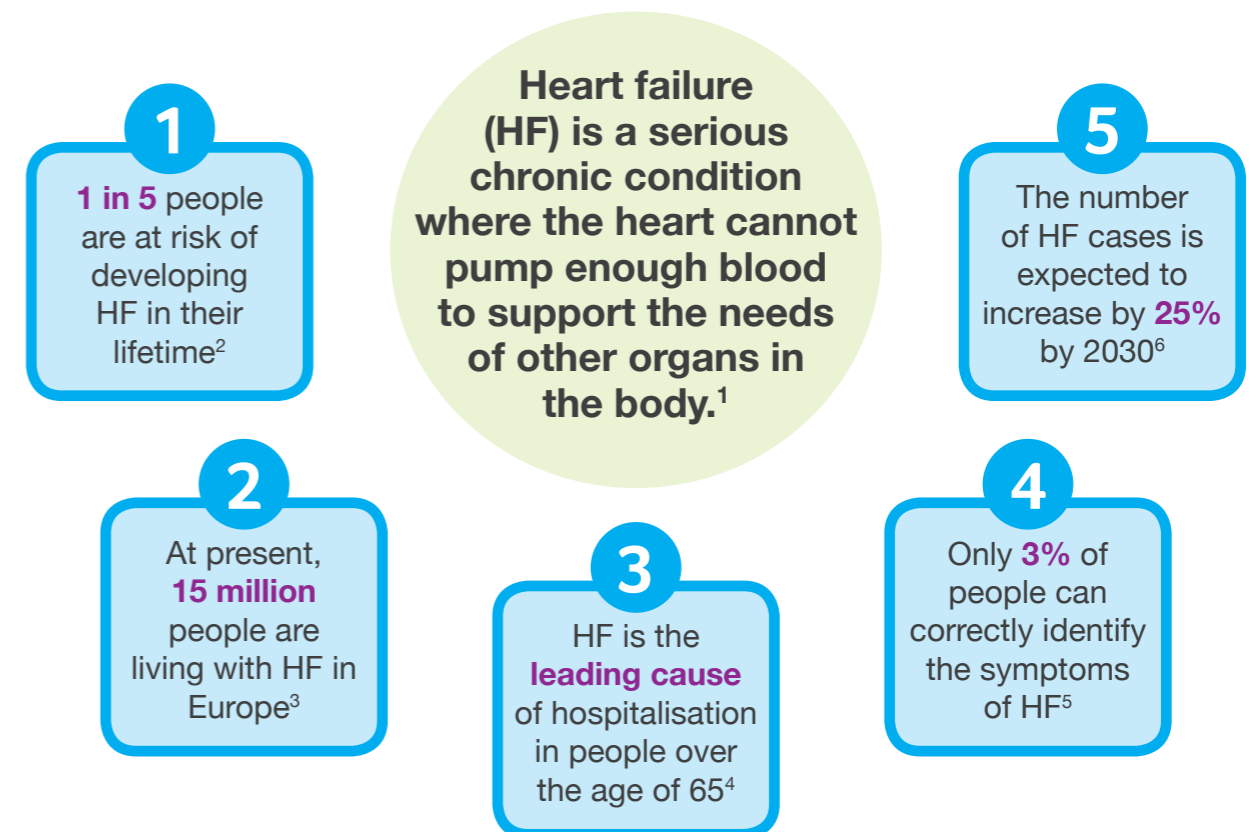 Heart failure
(HF) is a serious
chronic condition
where the heart cannot
pump enough blood
to support the needs
of other organs in
the body.¹
1
1 in 5 people
are at risk of
developing
HF in their
lifetime²
2
At present,
15 million
people are
living with HF in
Europe³
3
HF is the
leading cause
of hospitalisation
in people over
the age of 65⁴
4
Only 3% of
people can
correctly identify
the symptoms
of HF⁵
5
The number
of HF cases is
expected to
increase by 25%
by 2030⁶